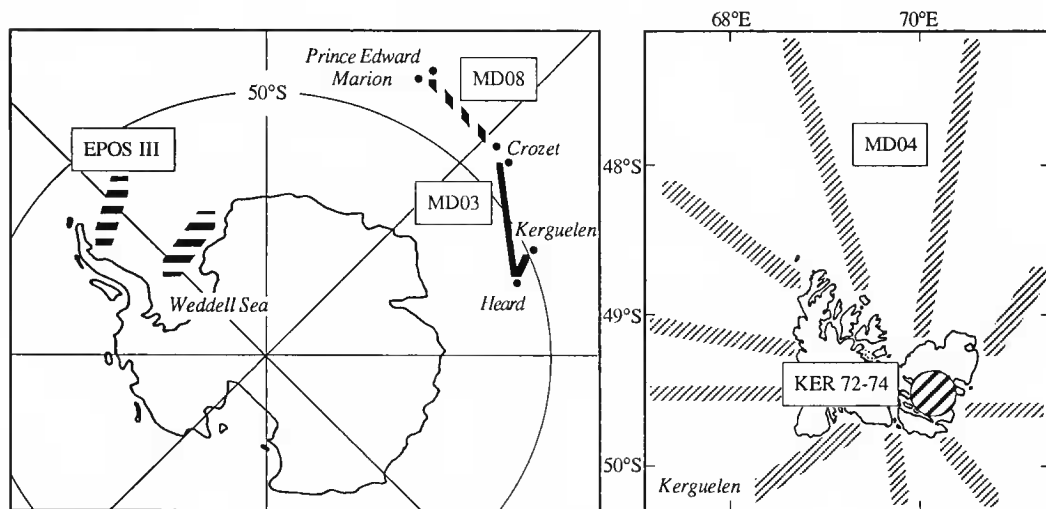 68°E
70°E
Prince Edward
Marion
MD08
50°S
EPOS III
Crozet
MD04
48°S
MD03
Kerguelen
Weddell Sea
Heard
49°S
KER 72-74
50°S
Kerguelen